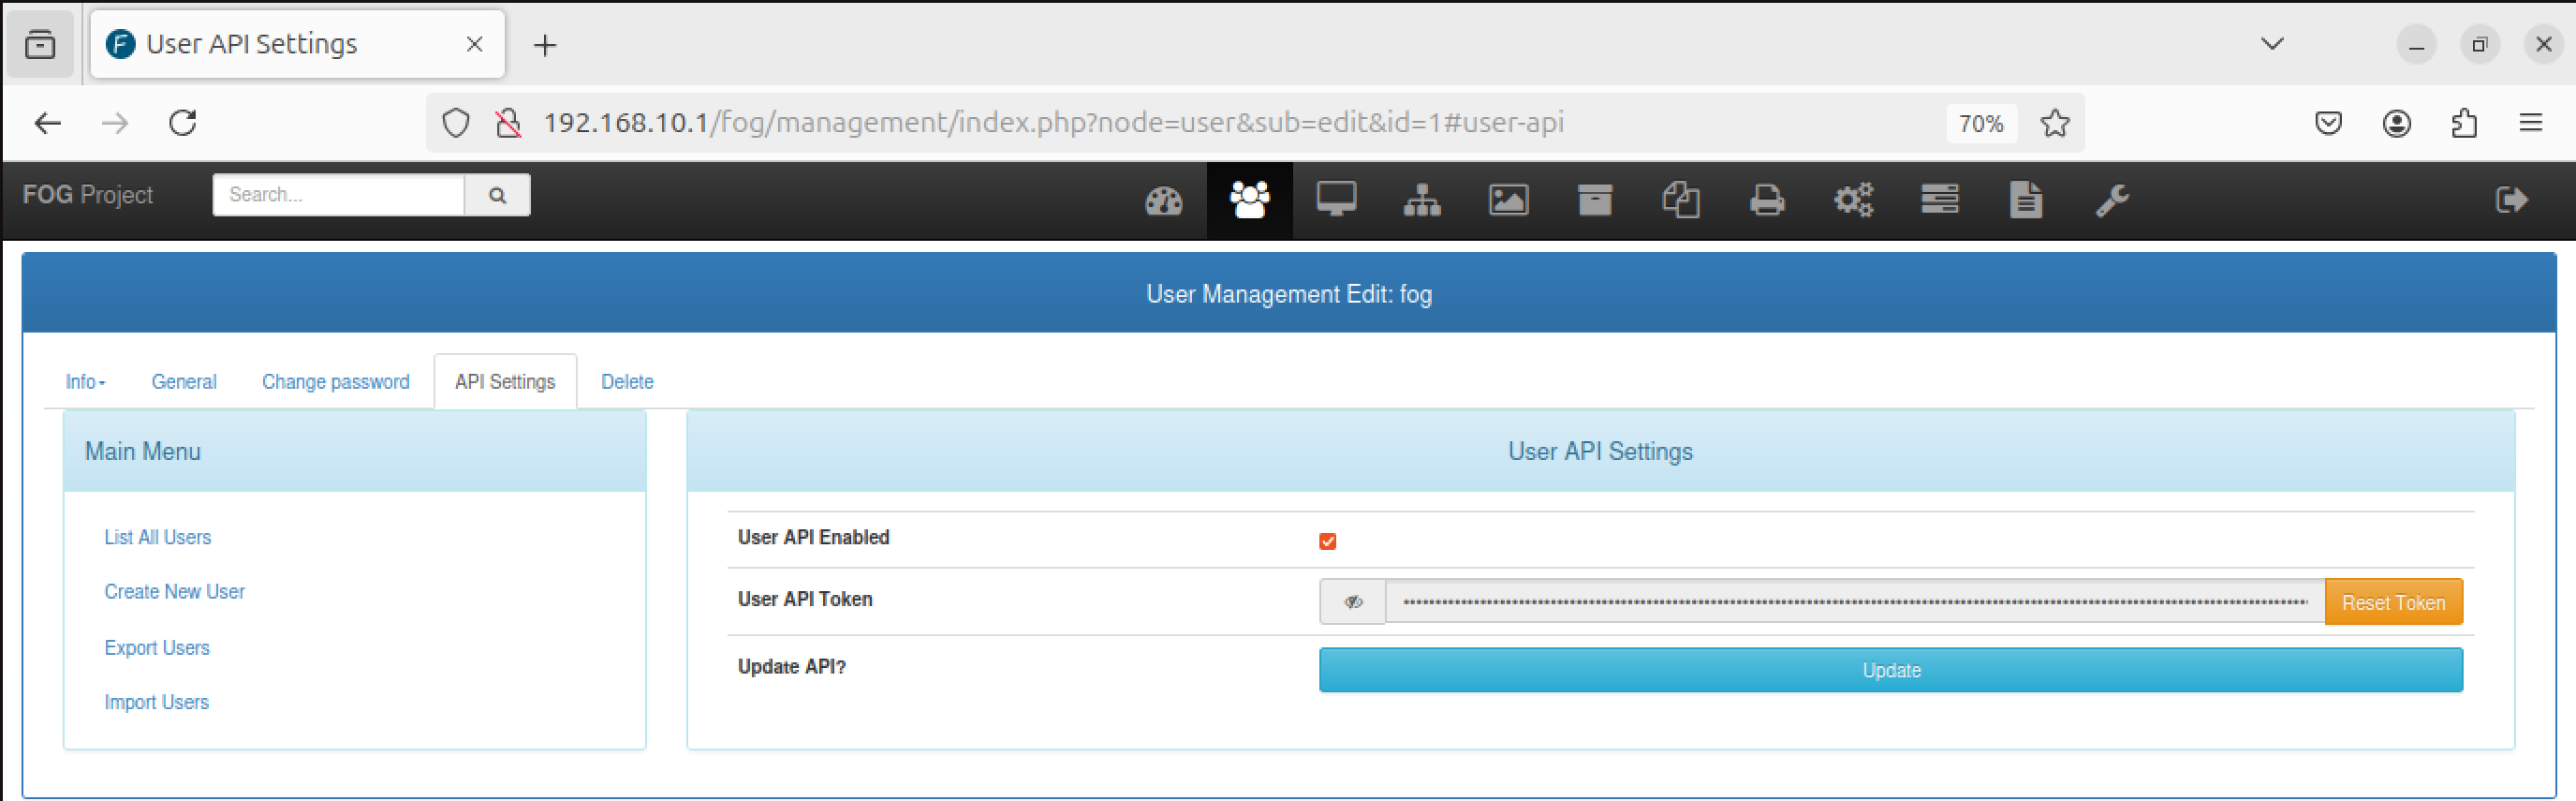 User API Settings
192.168.10.1/fog/management/index.php?node=user&sub=edit&id=1#user-api
70%
FOG Project
Search...
User Management Edit: fog
Info
General
Change password
API Settings
Delete
Main Menu
List All Users
Create New User
Export Users
Import Users
User API Settings
User API Enabled
User API Token
Reset Token
Update API?
Update